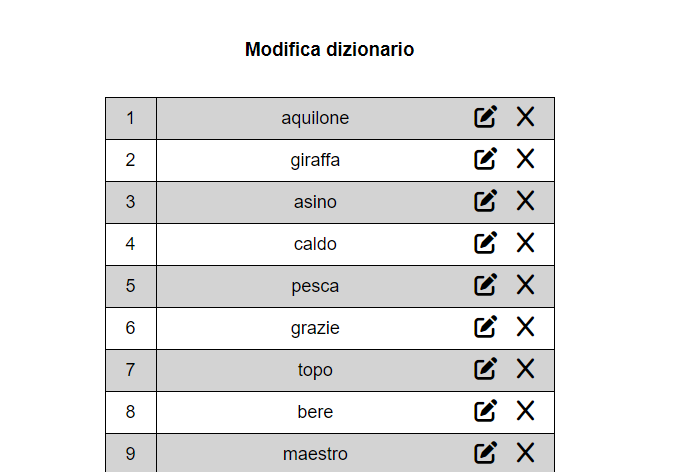 Modifica dizionario
1 aquilone
2 giraffa
3 asino
4 caldo
5 pesca
6 grazie
7 topo
8 bere
9 maestro